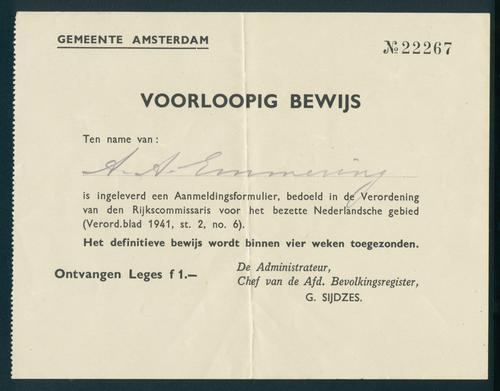 GEMEENTE AMSTERDAM
№ 22267
VOORLOOPIG BEWIJS
Ten name van:
A. A. Emmering
is ingeleverd een Aanmeldingsformulier, bedoeld in de Verordening
van den Rijkscommissaris voor het bezette Nederlandsche gebied
(Verord.blad 1941, st. 2, no. 6).
Het definitieve bewijs wordt binnen vier weken toegezonden.
Ontvangen Leges f 1.—
De Administrateur,
Chef van de Afd. Bevolkingsregister,
G. SIJDZES.